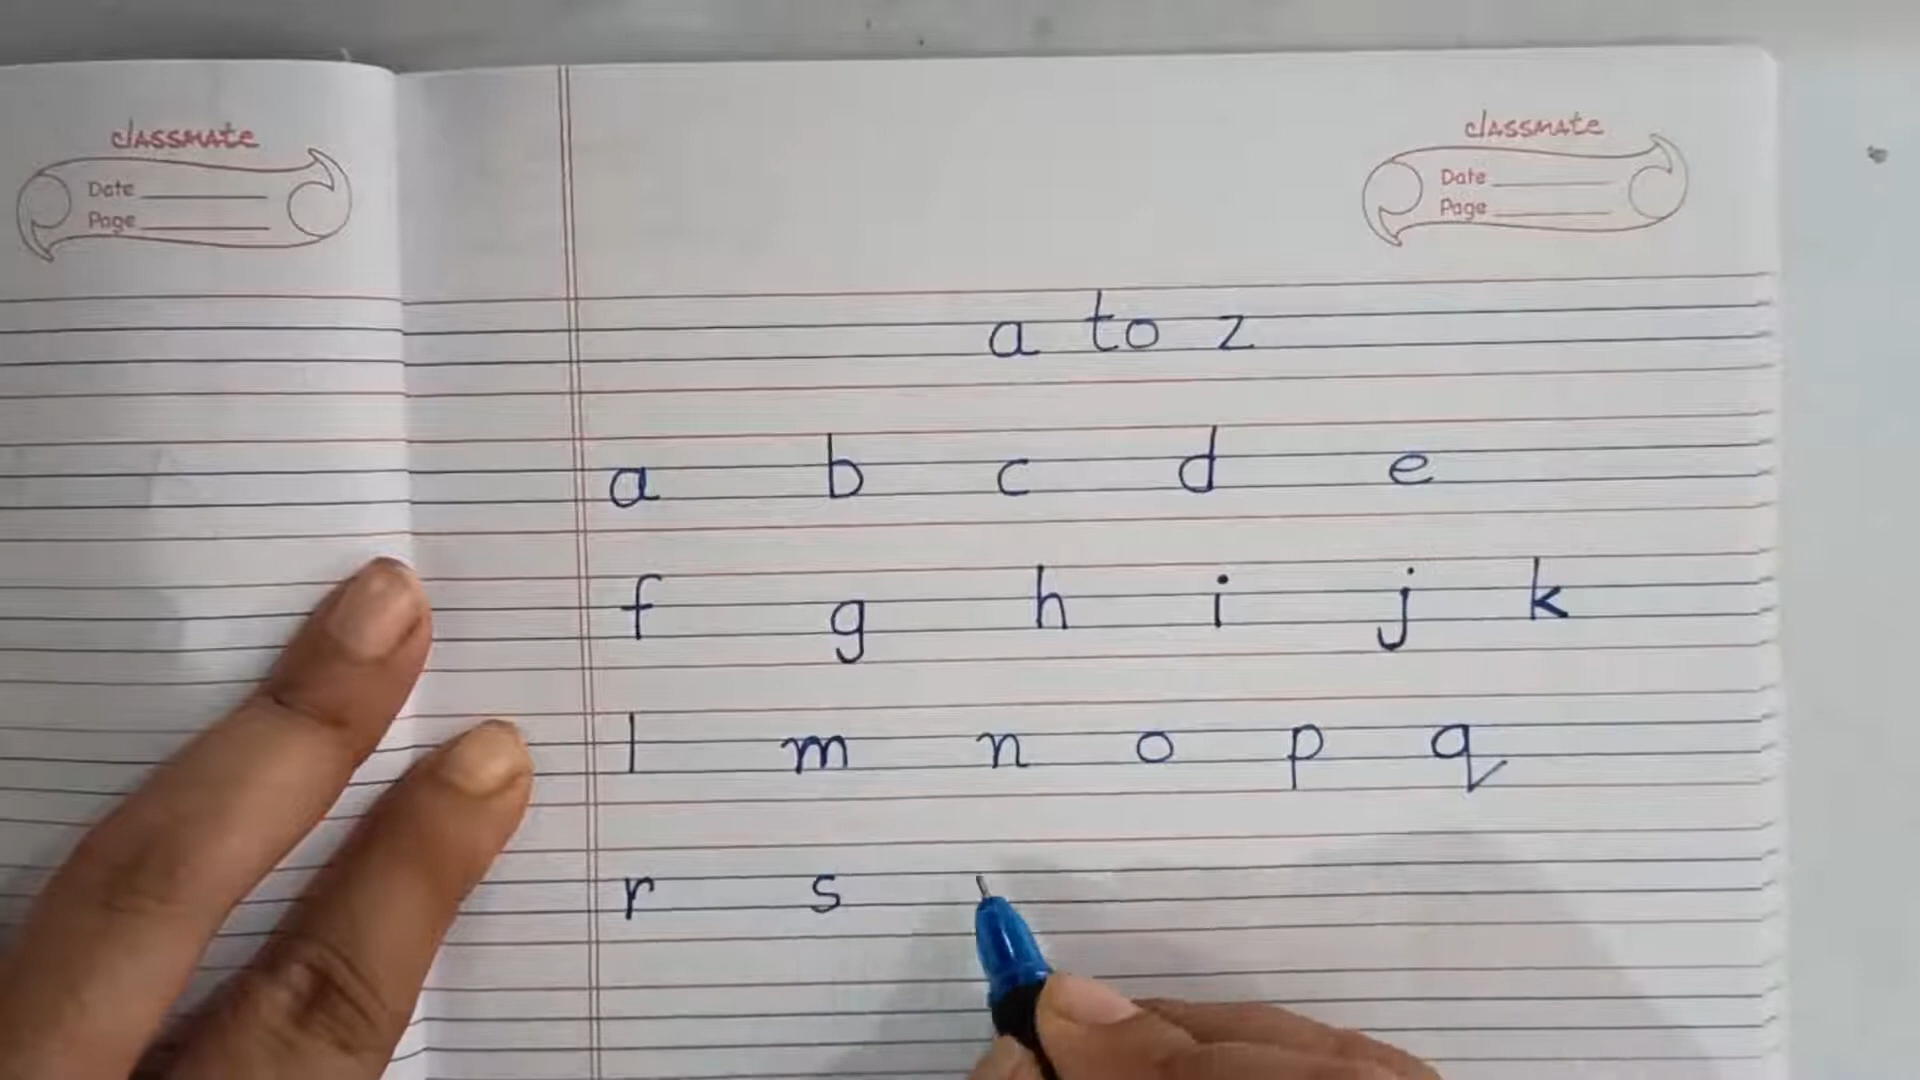 classmate
Date
Page
classmate
Date
Page
a to z
a b c d e
f g h i j k
l m n o p q
r s